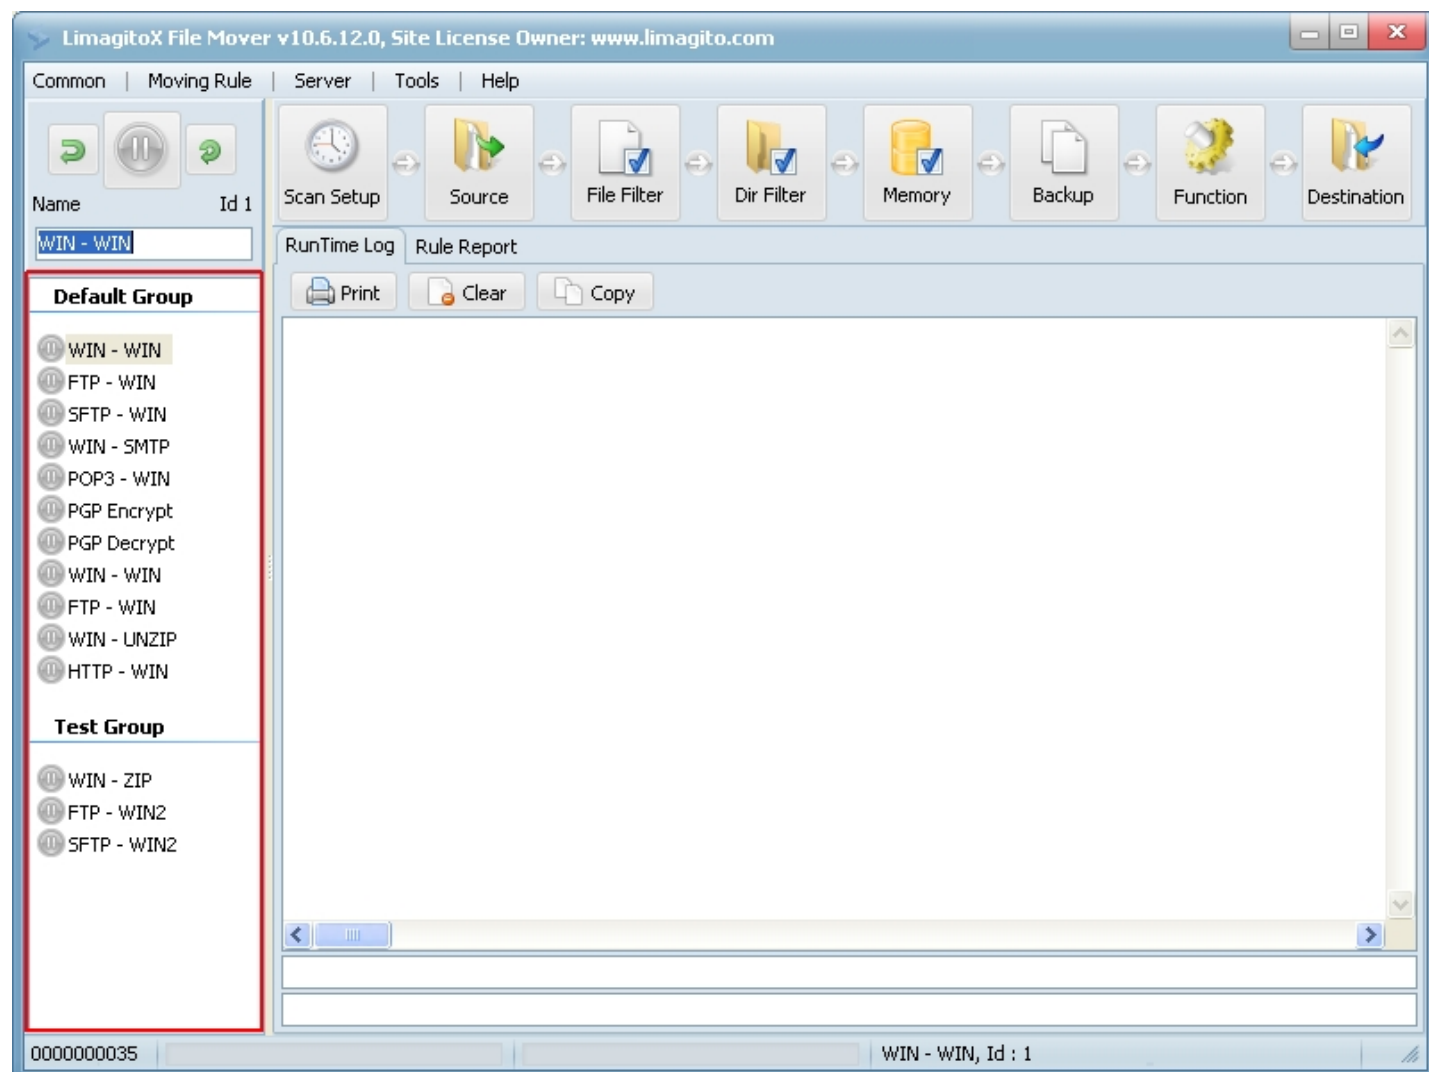 LimagitoX File Mover v10.6.12.0, Site License Owner: www.limagito.com
Common | Moving Rule | Server | Tools | Help
Scan Setup Source File Filter Dir Filter Memory Backup Function Destination
Name Id 1
WIN - WIN
RunTime Log Rule Report
Print Clear Copy
Default Group
WIN - WIN
FTP - WIN
SFTP - WIN
WIN - SMTP
POP3 - WIN
PGP Encrypt
PGP Decrypt
WIN - WIN
FTP - WIN
WIN - UNZIP
HTTP - WIN
Test Group
WIN - ZIP
FTP - WIN2
SFTP - WIN2
0000000035 WIN - WIN, Id : 1